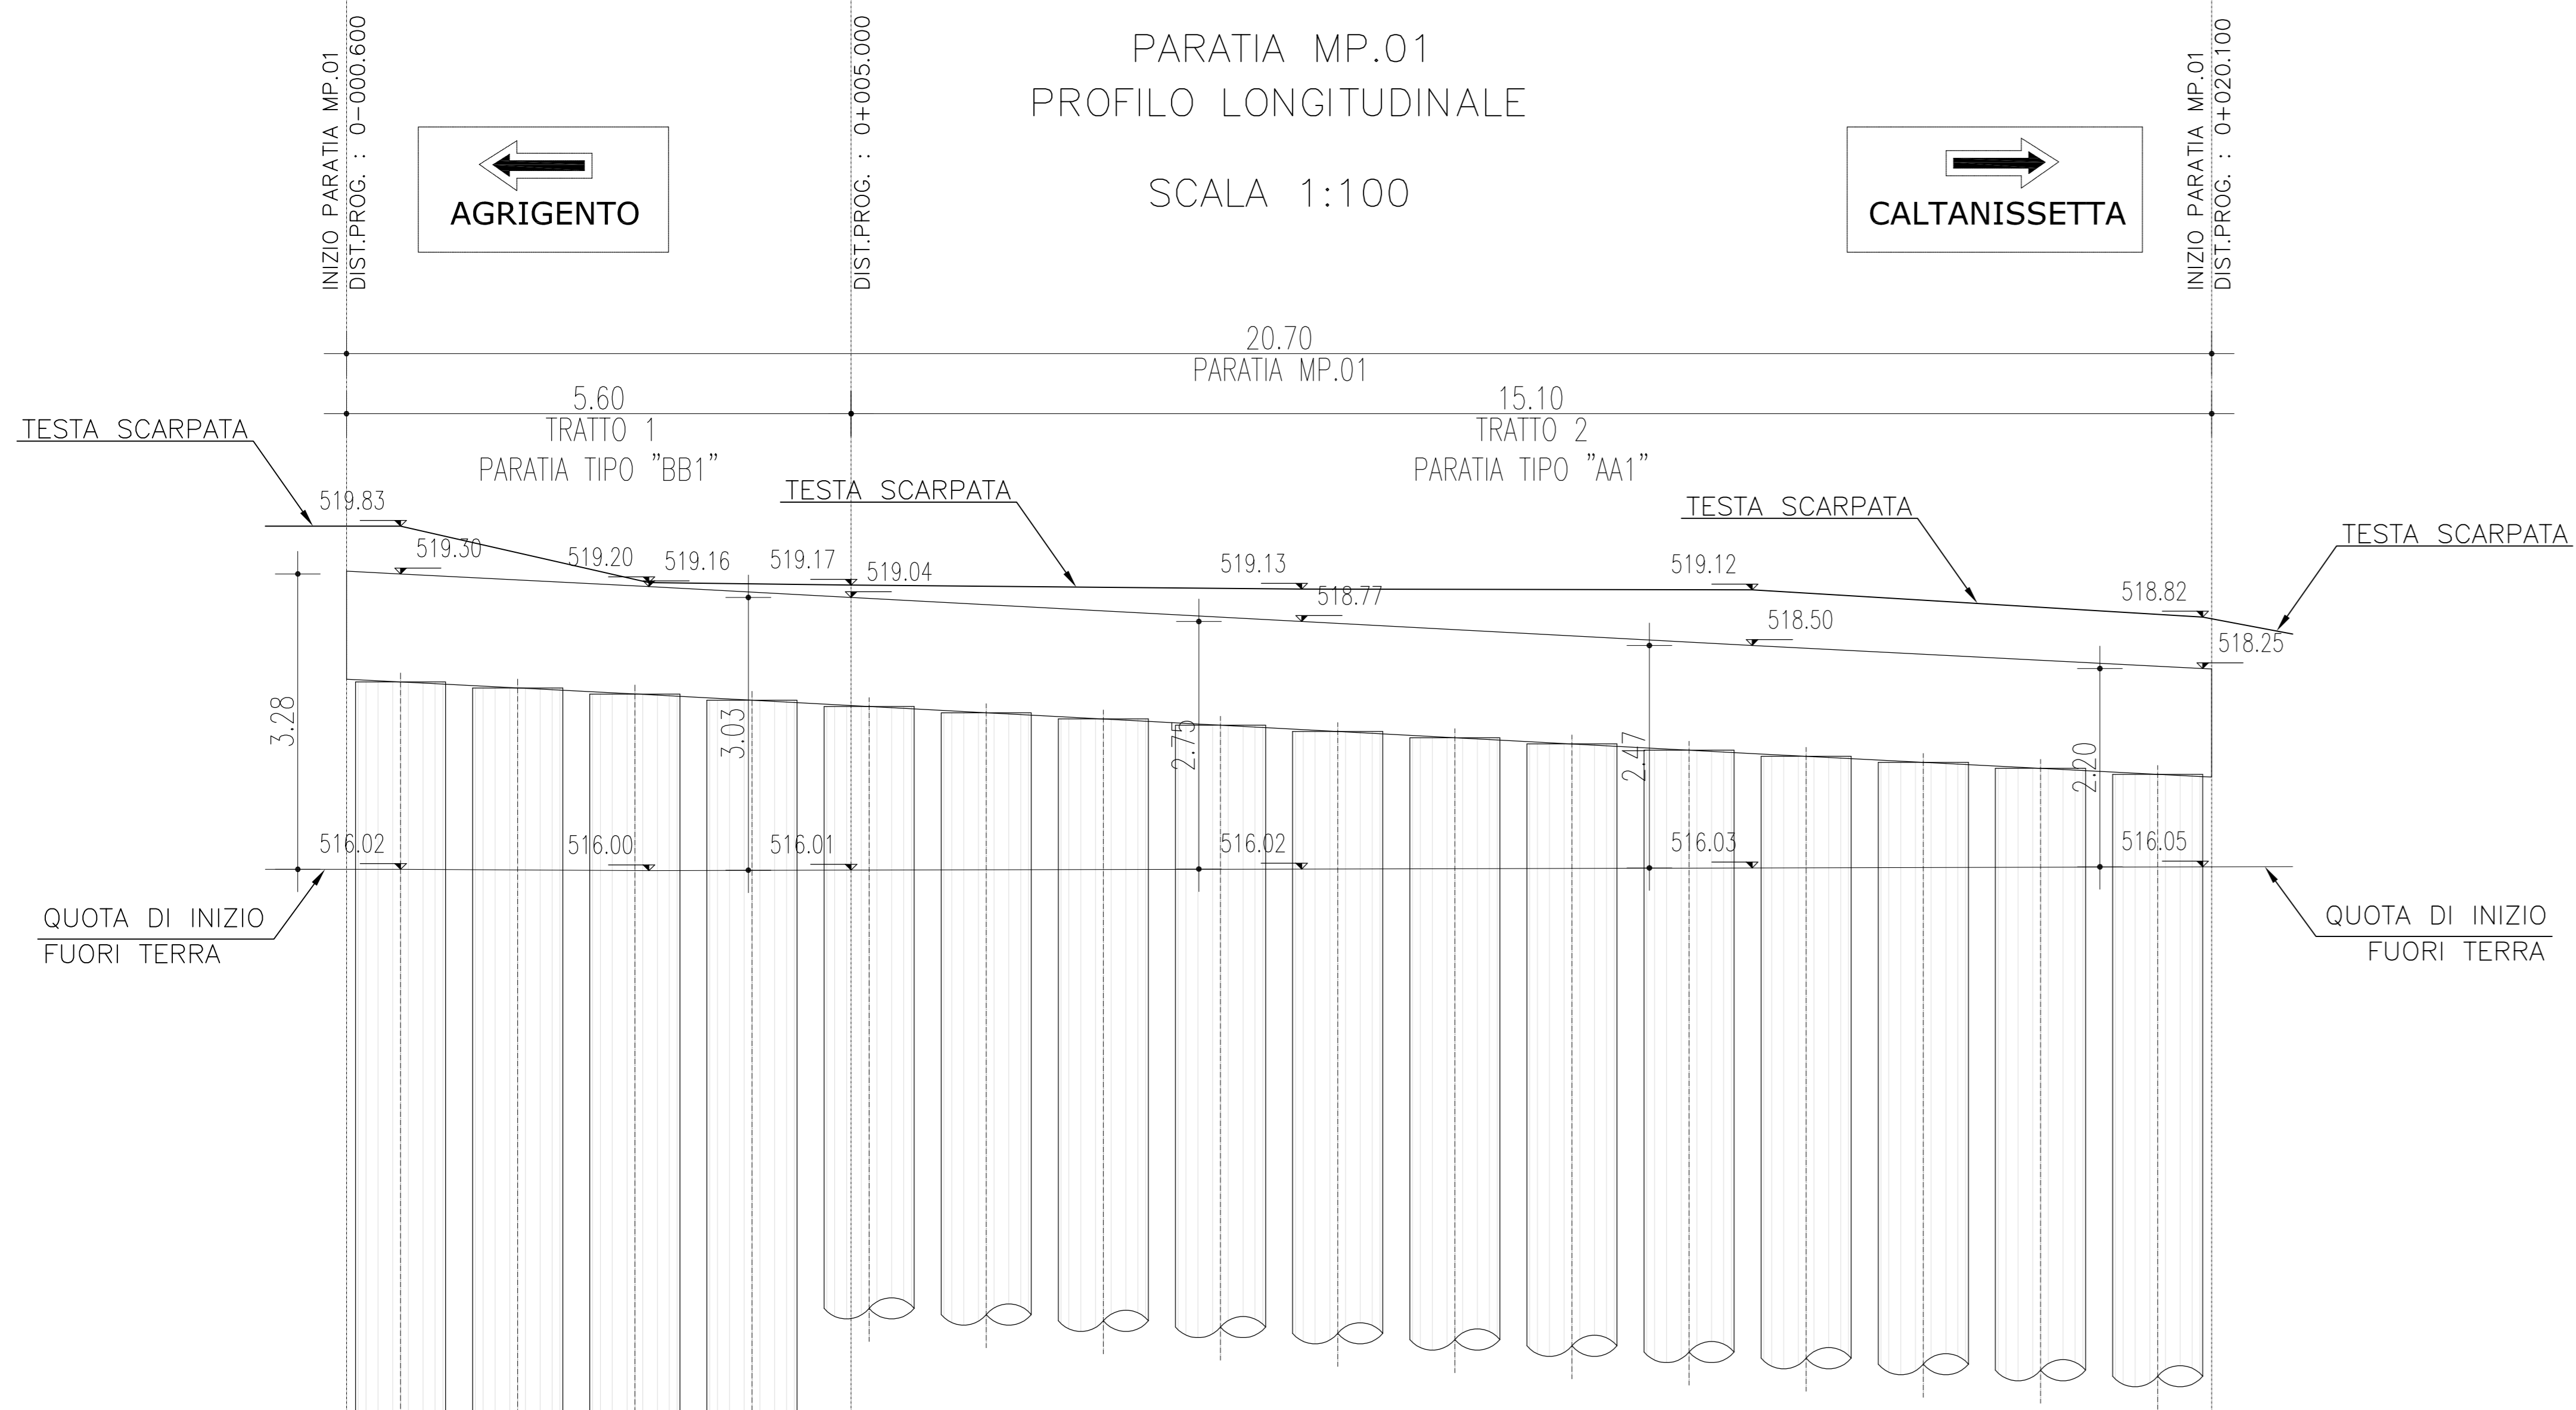 PARATIA MP.01
PROFILO LONGITUDINALE
SCALA 1:100
INIZIO PARATIA MP.01
DIST.PROG. : 0-000.600
DIST.PROG. : 0+005.000
INIZIO PARATIA MP.01
DIST.PROG. : 0+020.100
AGRIGENTO
CALTANISSETTA
20.70
PARATIA MP.01
5.60
TRATTO 1
PARATIA TIPO "BB1"
15.10
TRATTO 2
PARATIA TIPO "AA1"
TESTA SCARPATA
TESTA SCARPATA
TESTA SCARPATA
TESTA SCARPATA
519.83
519.30
519.20
519.16
519.17
519.04
519.13
518.77
519.12
518.50
518.82
518.25
3.28
3.03
2.75
2.47
2.20
516.02
516.00
516.01
516.02
516.03
516.05
QUOTA DI INIZIO
FUORI TERRA
QUOTA DI INIZIO
FUORI TERRA